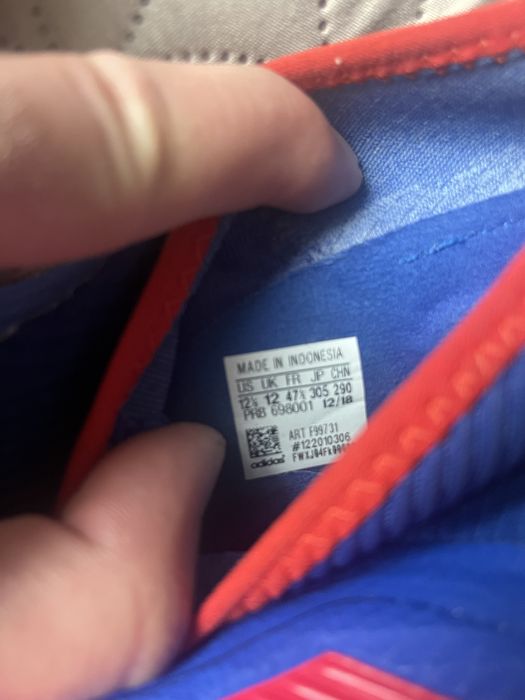 MADE IN INDONESIA
US UK FR JP CHN
12½ 12 47⅓ 305 290
PRB 698001 12/18
ART F99731
#122010306
adidas